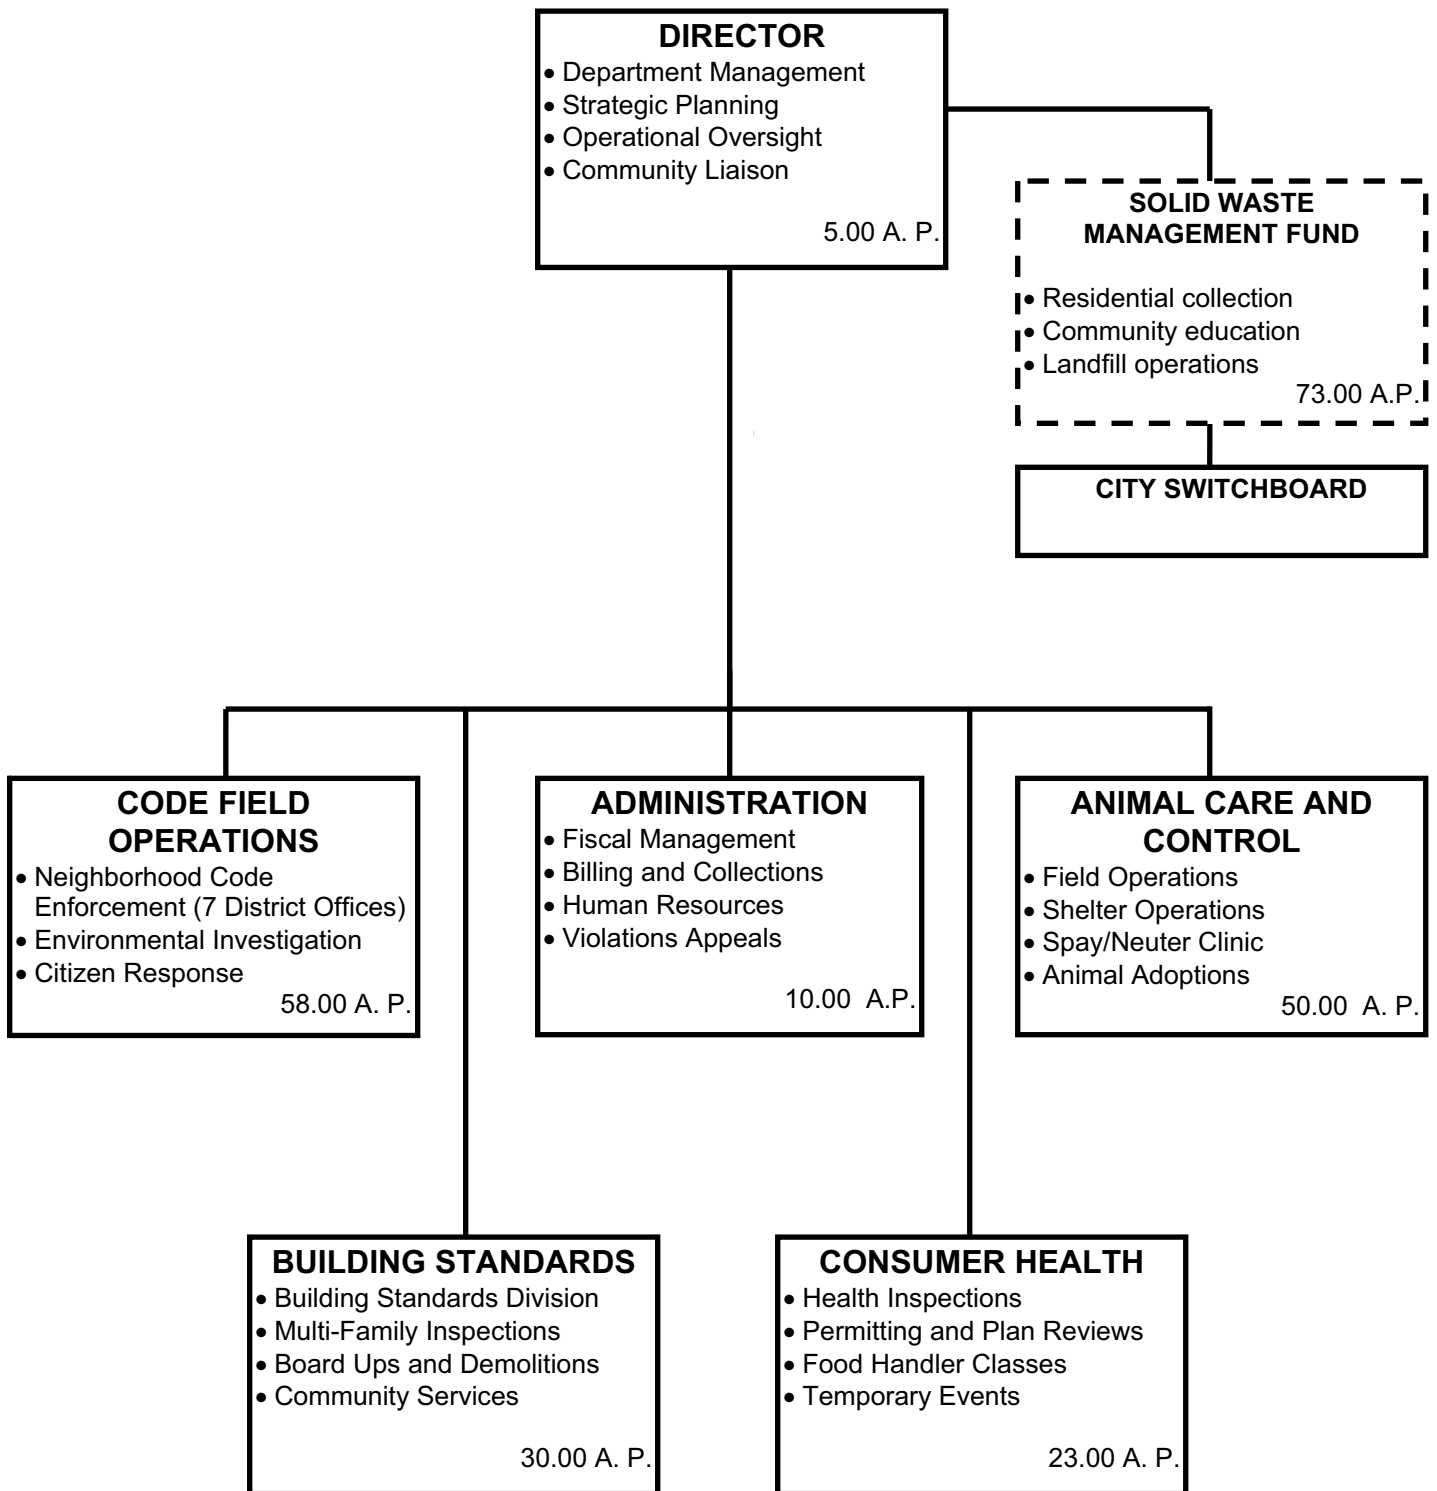 DIRECTOR
• Department Management
• Strategic Planning
• Operational Oversight
• Community Liaison
5.00 A. P.
SOLID WASTE
MANAGEMENT FUND
• Residential collection
• Community education
• Landfill operations
73.00 A.P.
CITY SWITCHBOARD
CODE FIELD
OPERATIONS
• Neighborhood Code
Enforcement (7 District Offices)
• Environmental Investigation
• Citizen Response
58.00 A. P.
ADMINISTRATION
• Fiscal Management
• Billing and Collections
• Human Resources
• Violations Appeals
10.00 A.P.
ANIMAL CARE AND
CONTROL
• Field Operations
• Shelter Operations
• Spay/Neuter Clinic
• Animal Adoptions
50.00 A. P.
BUILDING STANDARDS
• Building Standards Division
• Multi-Family Inspections
• Board Ups and Demolitions
• Community Services
30.00 A. P.
CONSUMER HEALTH
• Health Inspections
• Permitting and Plan Reviews
• Food Handler Classes
• Temporary Events
23.00 A. P.